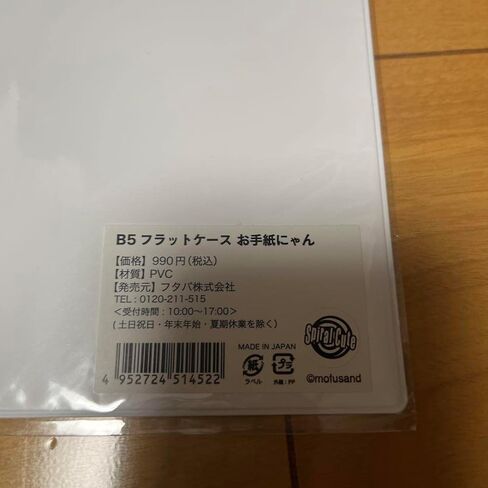 B5 フラットケース お手紙にゃん
【価格】990円(税込)
【材質】PVC
【発売元】フタバ株式会社
TEL : 0120-211-515
<受付時間 : 10:00〜17:00>
(土日祝日・年末年始・夏期休業を除く)
MADE IN JAPAN
紙
ラベル
プラ
外装 : PP
Spiral Cute
©mofusand
4 952724 514522